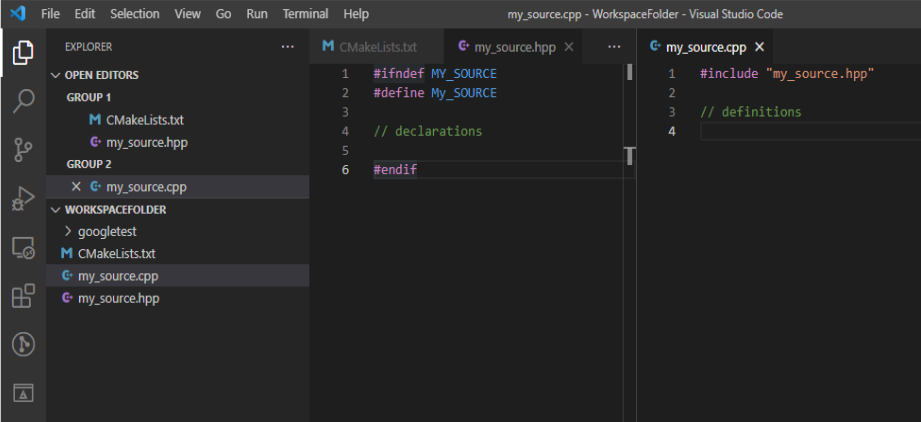 File Edit Selection View Go Run Terminal Help my_source.cpp - WorkspaceFolder - Visual Studio Code
EXPLORER ···
OPEN EDITORS
GROUP 1
CMakeLists.txt
my_source.hpp
GROUP 2
my_source.cpp
WORKSPACEFOLDER
googletest
CMakeLists.txt
my_source.cpp
my_source.hpp
CMakeLists.txt my_source.hpp ···
1 #ifndef MY_SOURCE
2 #define My_SOURCE
3
4 // declarations
5
6 #endif
my_source.cpp
1 #include "my_source.hpp"
2
3 // definitions
4